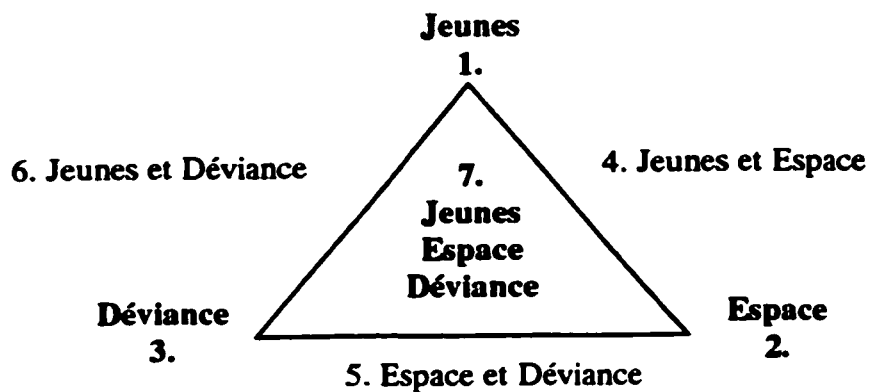 Jeunes
1.
6. Jeunes et Déviance
4. Jeunes et Espace
7.
Jeunes
Espace
Déviance
Déviance
3.
Espace
2.
5. Espace et Déviance